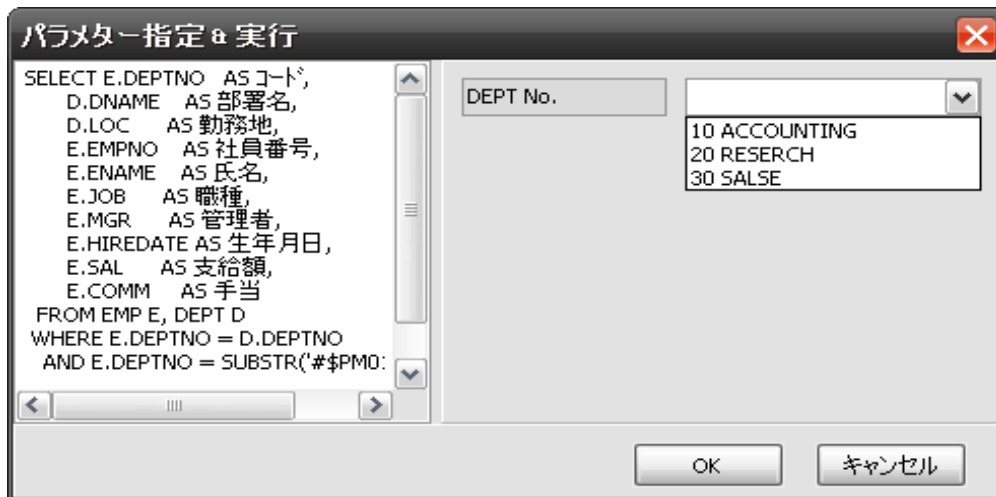 パラメター指定 & 実行
SELECT E.DEPTNO AS コード,
D.DNAME AS 部署名,
D.LOC AS 勤務地,
E.EMPNO AS 社員番号,
E.ENAME AS 氏名,
E.JOB AS 職種,
E.MGR AS 管理者,
E.HIREDATE AS 生年月日,
E.SAL AS 支給額,
E.COMM AS 手当
FROM EMP E, DEPT D
WHERE E.DEPTNO = D.DEPTNO
AND E.DEPTNO = SUBSTR('#$PM0
DEPT No.
10 ACCOUNTING
20 RESERCH
30 SALSE
OK
キャンセル